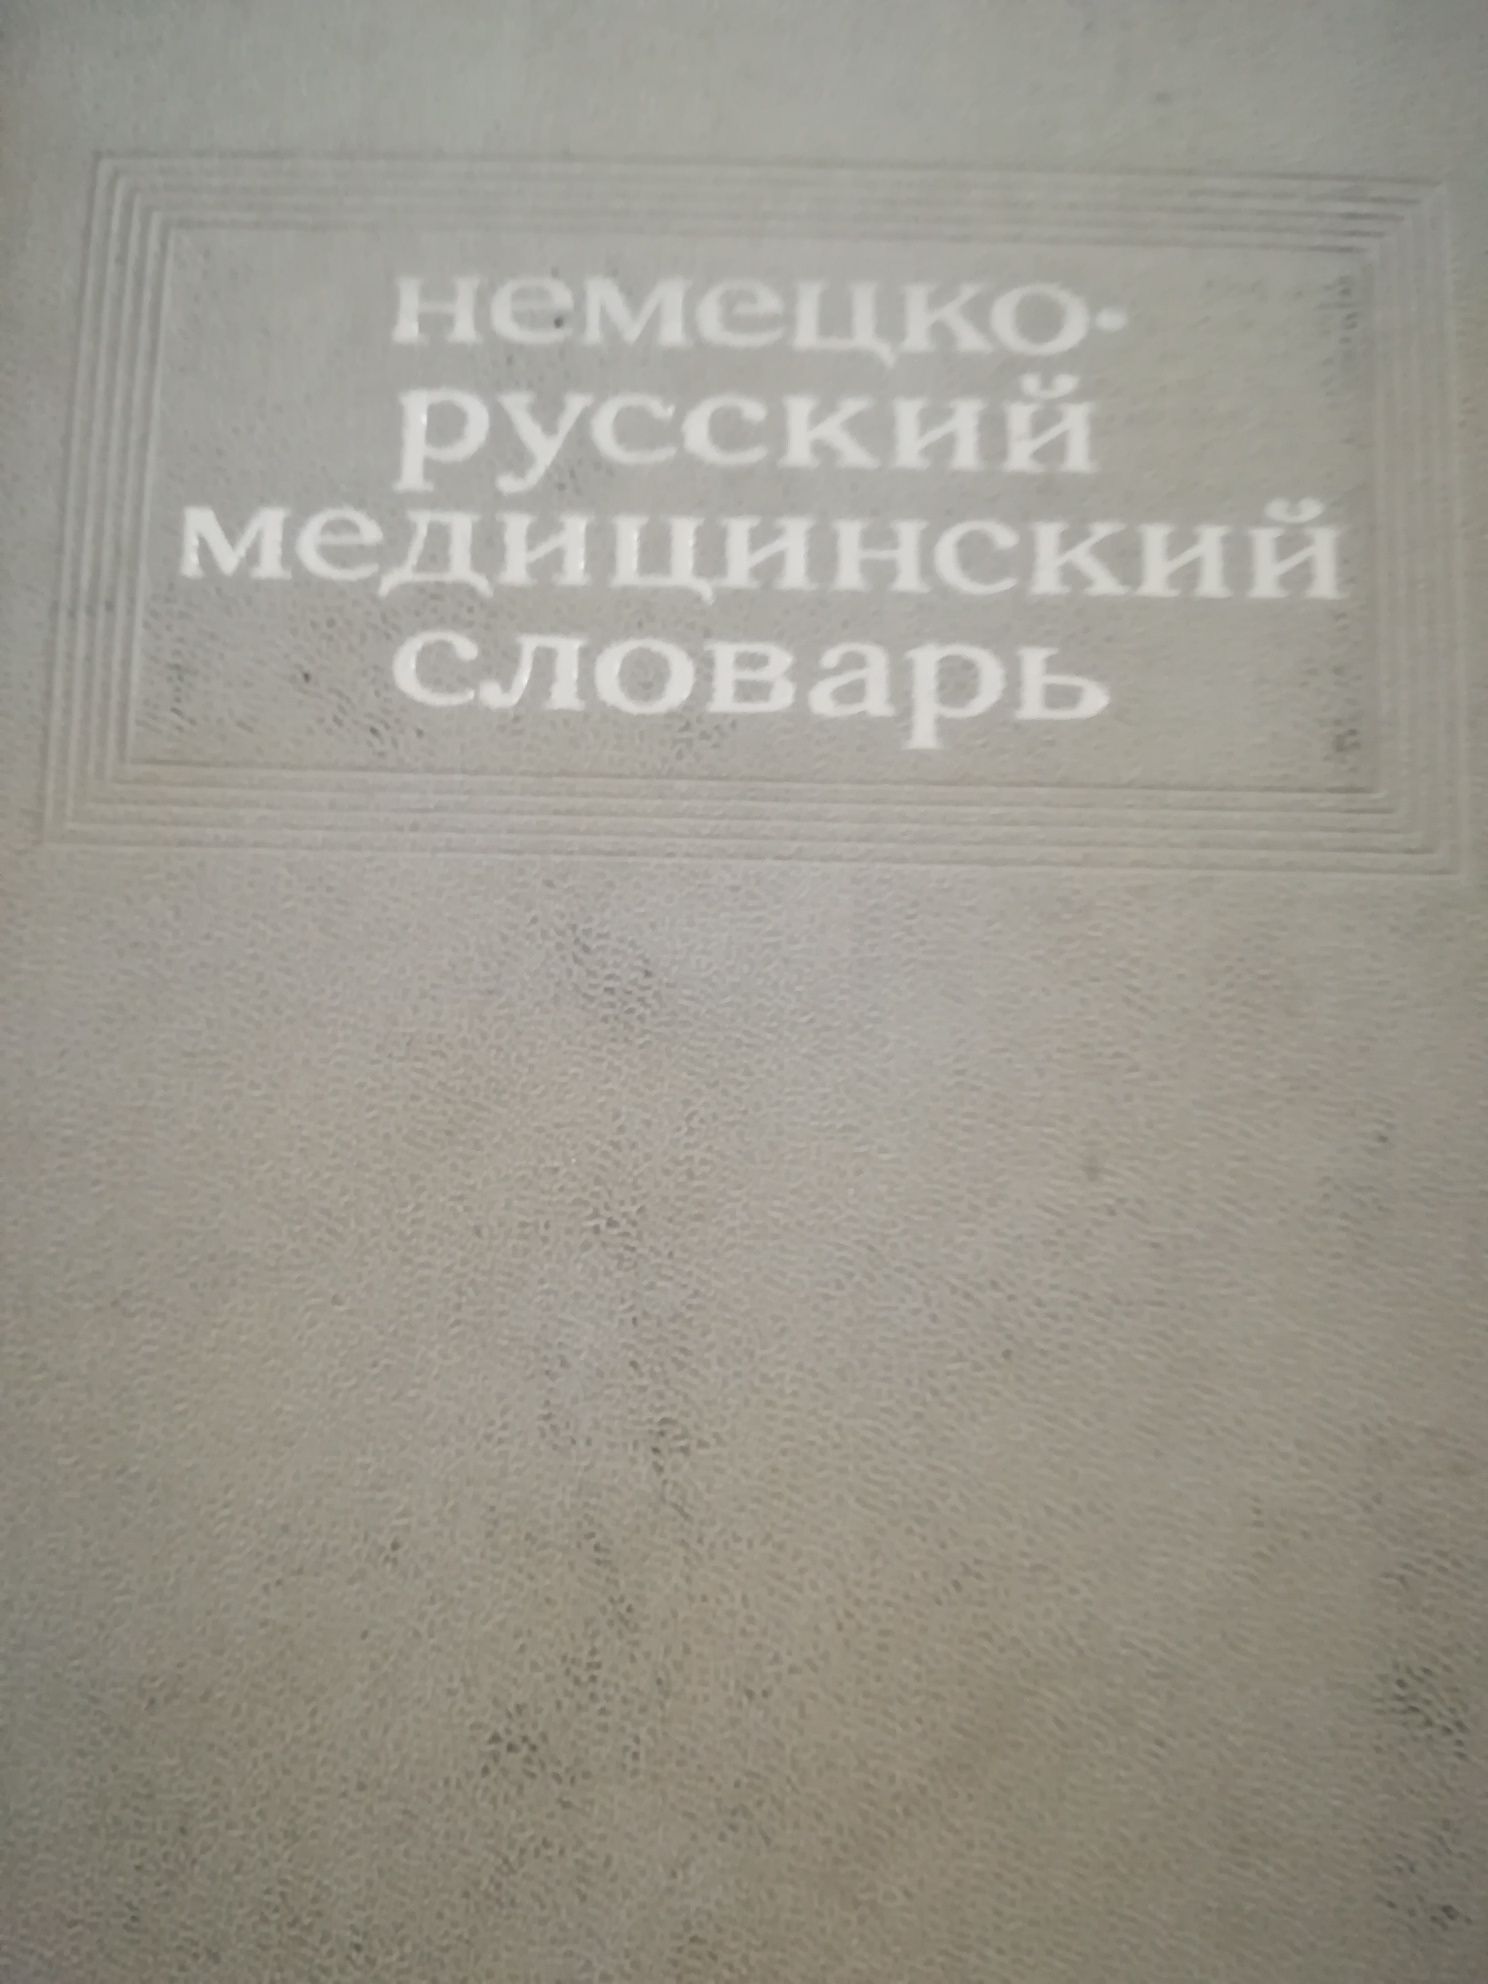 немецко-
русский
медицинский
словарь